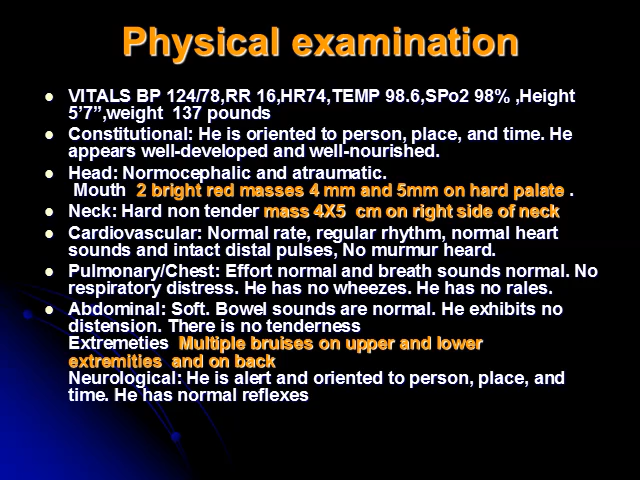 Physical examination
VITALS BP 124/78,RR 16,HR74,TEMP 98.6,SPo2 98% ,Height
5’7”,weight 137 pounds
Constitutional: He is oriented to person, place, and time. He
appears well-developed and well-nourished.
Head: Normocephalic and atraumatic.
Mouth 2 bright red masses 4 mm and 5mm on hard palate .
Neck: Hard non tender mass 4X5 cm on right side of neck
Cardiovascular: Normal rate, regular rhythm, normal heart
sounds and intact distal pulses, No murmur heard.
Pulmonary/Chest: Effort normal and breath sounds normal. No
respiratory distress. He has no wheezes. He has no rales.
Abdominal: Soft. Bowel sounds are normal. He exhibits no
distension. There is no tenderness
Extremeties Multiple bruises on upper and lower
extremities and on back
Neurological: He is alert and oriented to person, place, and
time. He has normal reflexes